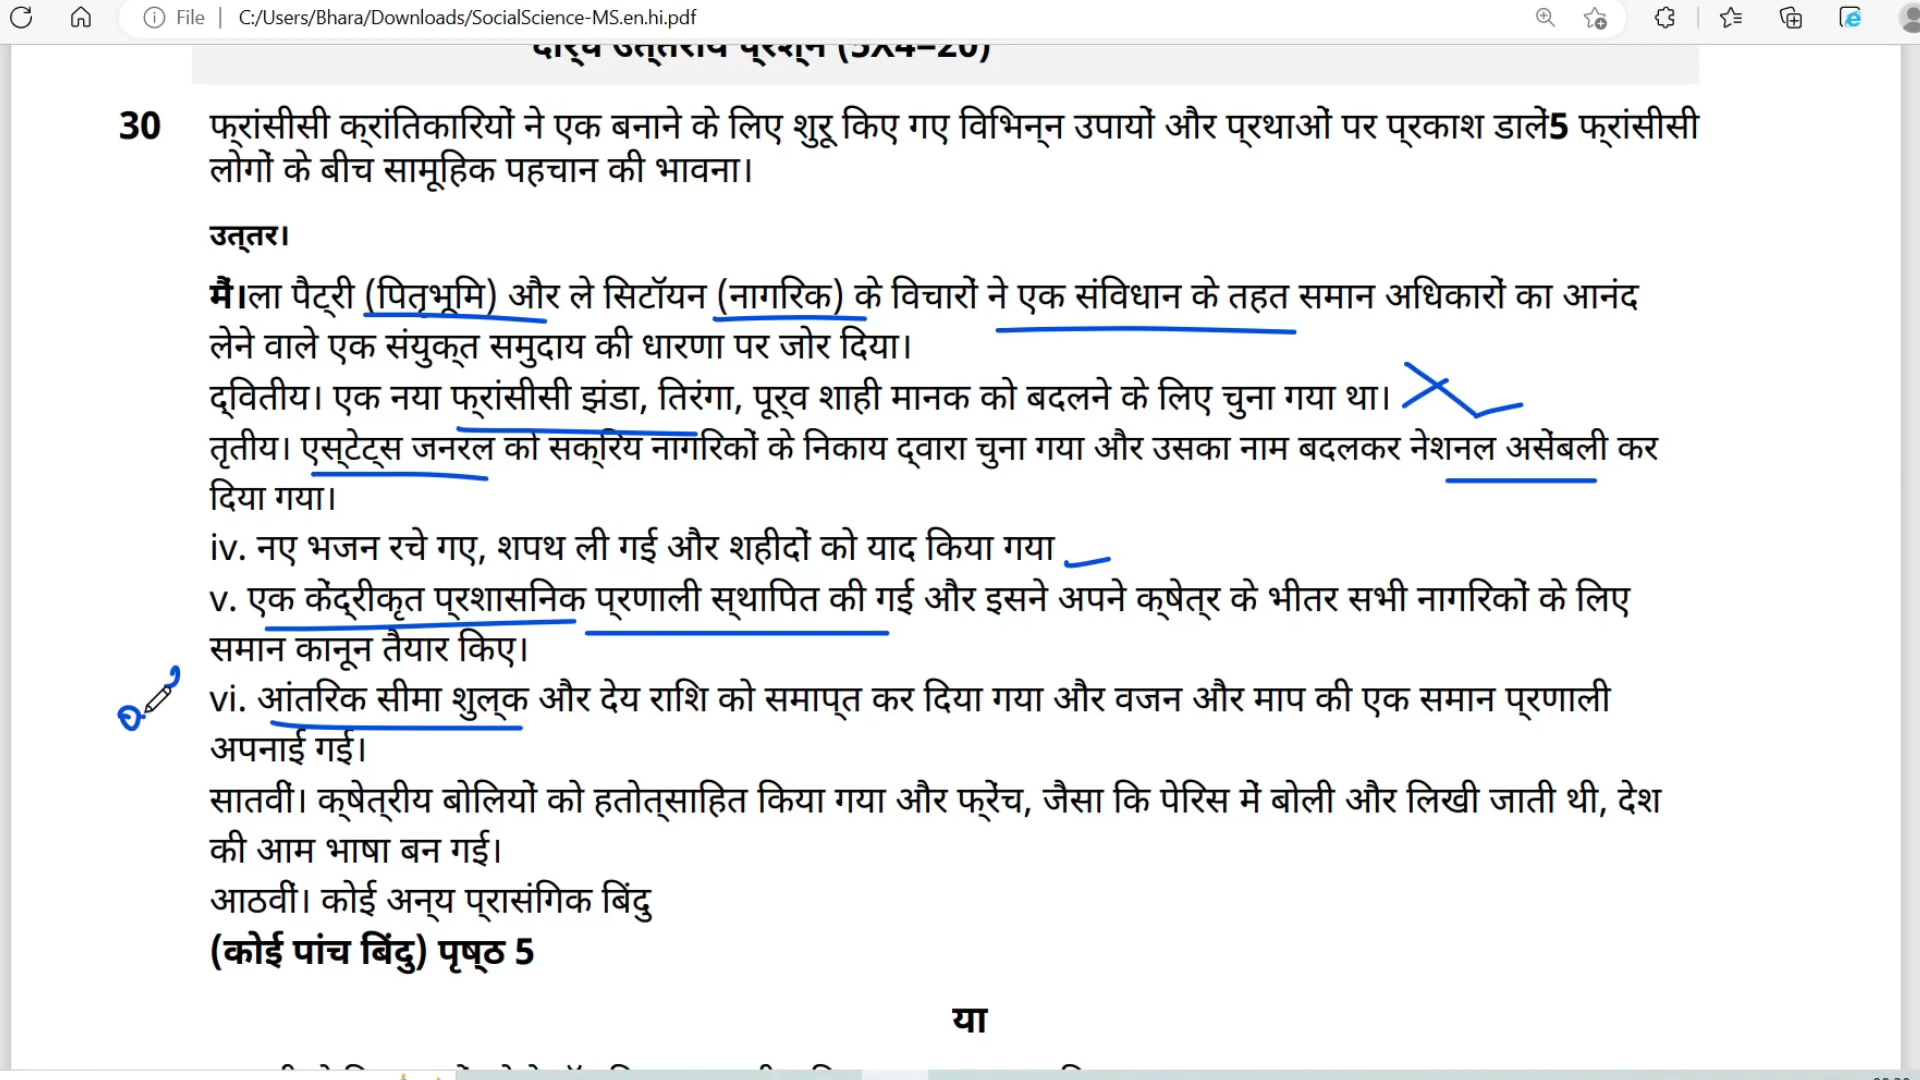 File
C:/Users/Bhara/Downloads/SocialScience-MS.en.hi.pdf
दीर्घ उत्तरीय प्रश्न (5X4=20)
30 फ्रांसीसी क्रांतिकारियों ने एक बनाने के लिए शुरू किए गए विभिन्न उपायों और प्रथाओं पर प्रकाश डालें5 फ्रांसीसी
लोगों के बीच सामूहिक पहचान की भावना।
उत्तर।
मैं।ला पैट्री (पितृभूमि) और ले सिटॉयन (नागरिक) के विचारों ने एक संविधान के तहत समान अधिकारों का आनंद
लेने वाले एक संयुक्त समुदाय की धारणा पर जोर दिया।
द्वितीय। एक नया फ्रांसीसी झंडा, तिरंगा, पूर्व शाही मानक को बदलने के लिए चुना गया था।
तृतीय। एस्टेट्स जनरल को सक्रिय नागरिकों के निकाय द्वारा चुना गया और उसका नाम बदलकर नेशनल असेंबली कर
दिया गया।
iv. नए भजन रचे गए, शपथ ली गई और शहीदों को याद किया गया
v. एक केंद्रीकृत प्रशासनिक प्रणाली स्थापित की गई और इसने अपने क्षेत्र के भीतर सभी नागरिकों के लिए
समान कानून तैयार किए।
vi. आंतरिक सीमा शुल्क और देय राशि को समाप्त कर दिया गया और वजन और माप की एक समान प्रणाली
अपनाई गई।
सातवीं। क्षेत्रीय बोलियों को हतोत्साहित किया गया और फ्रेंच, जैसा कि पेरिस में बोली और लिखी जाती थी, देश
की आम भाषा बन गई।
आठवीं। कोई अन्य प्रासंगिक बिंदु
(कोई पांच बिंदु) पृष्ठ 5
या